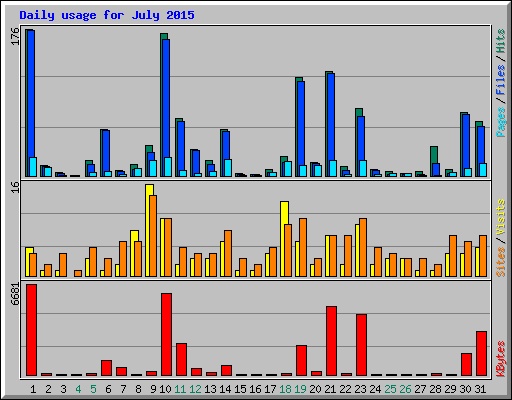 Daily usage for July 2015
176
Pages / Files / Hits
16
Sites / Visits
6681
KBytes
1 2 3 4 5 6 7 8 9 10 11 12 13 14 15 16 17 18 19 20 21 22 23 24 25 26 27 28 29 30 31